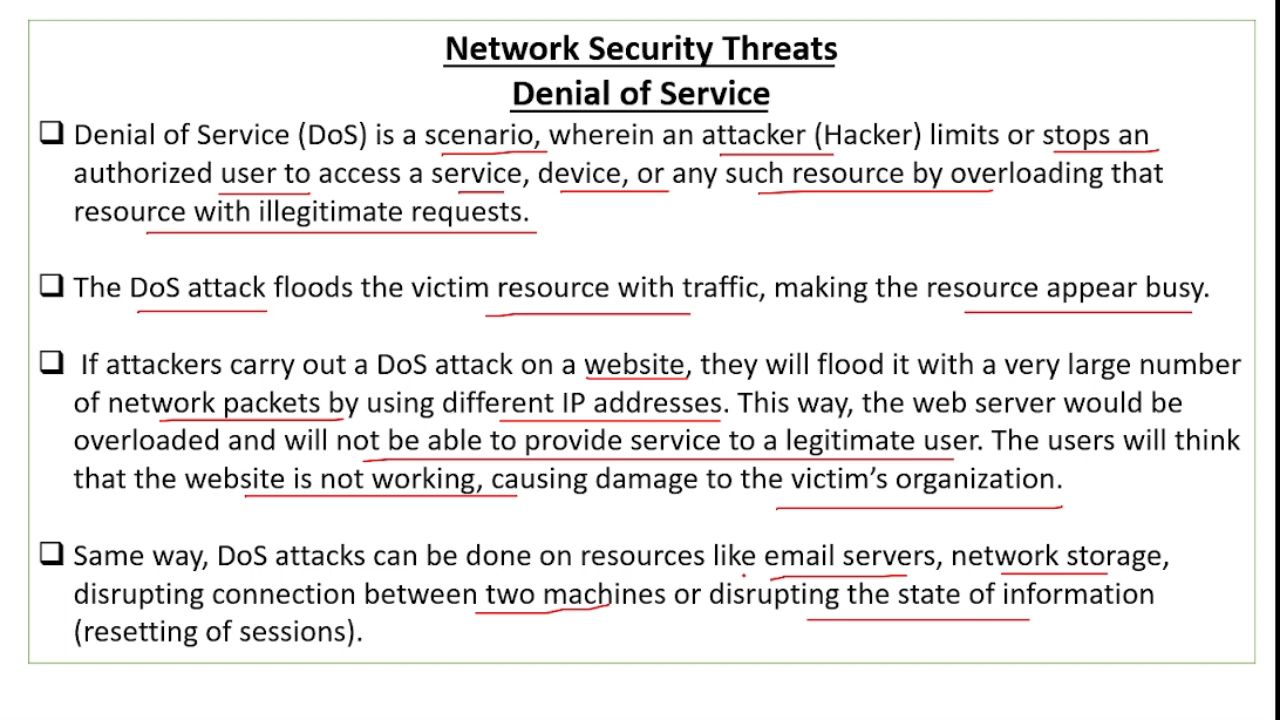 Network Security Threats
Denial of Service
❑ Denial of Service (DoS) is a scenario, wherein an attacker (Hacker) limits or stops an
authorized user to access a service, device, or any such resource by overloading that
resource with illegitimate requests.
❑ The DoS attack floods the victim resource with traffic, making the resource appear busy.
❑ If attackers carry out a DoS attack on a website, they will flood it with a very large number
of network packets by using different IP addresses. This way, the web server would be
overloaded and will not be able to provide service to a legitimate user. The users will think
that the website is not working, causing damage to the victim’s organization.
❑ Same way, DoS attacks can be done on resources like email servers, network storage,
disrupting connection between two machines or disrupting the state of information
(resetting of sessions).